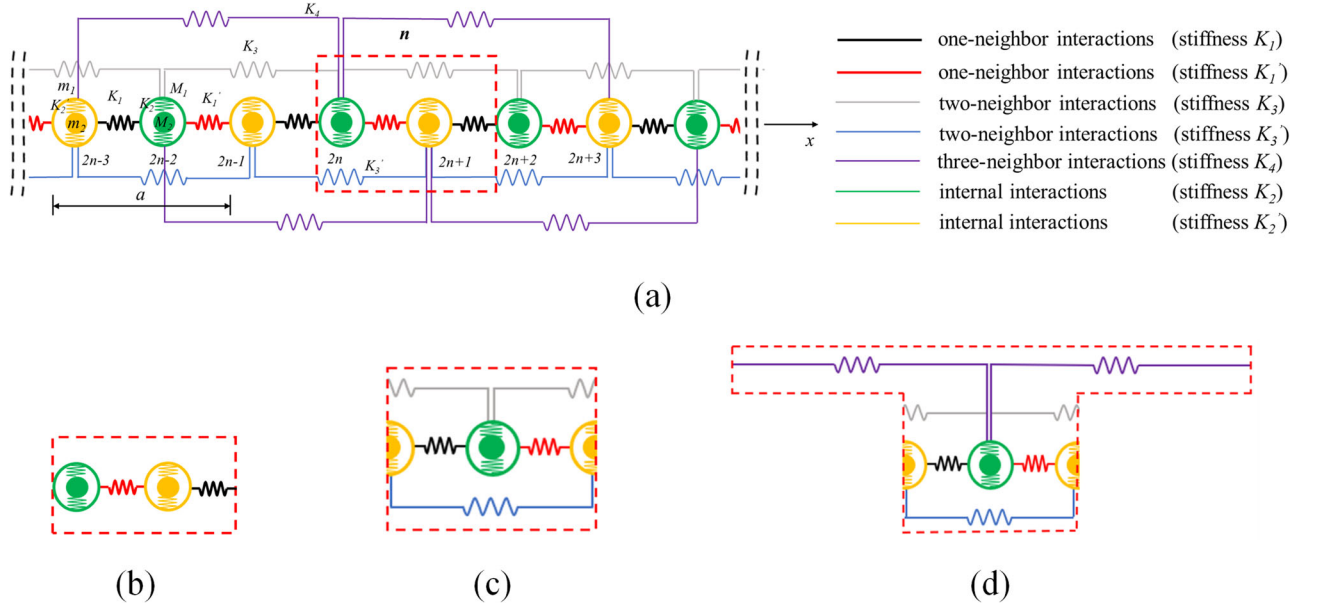 K4
n
K3
m1
K2
m2
K1
K2
M1
M2
K1'
2n-3
2n-2
2n-1
2n
K3'
2n+1
2n+2
2n+3
a
x
one-neighbor interactions (stiffness K1)
one-neighbor interactions (stiffness K1')
two-neighbor interactions (stiffness K3)
two-neighbor interactions (stiffness K3')
three-neighbor interactions (stiffness K4)
internal interactions (stiffness K2)
internal interactions (stiffness K2')
(a)
(b)
(c)
(d)